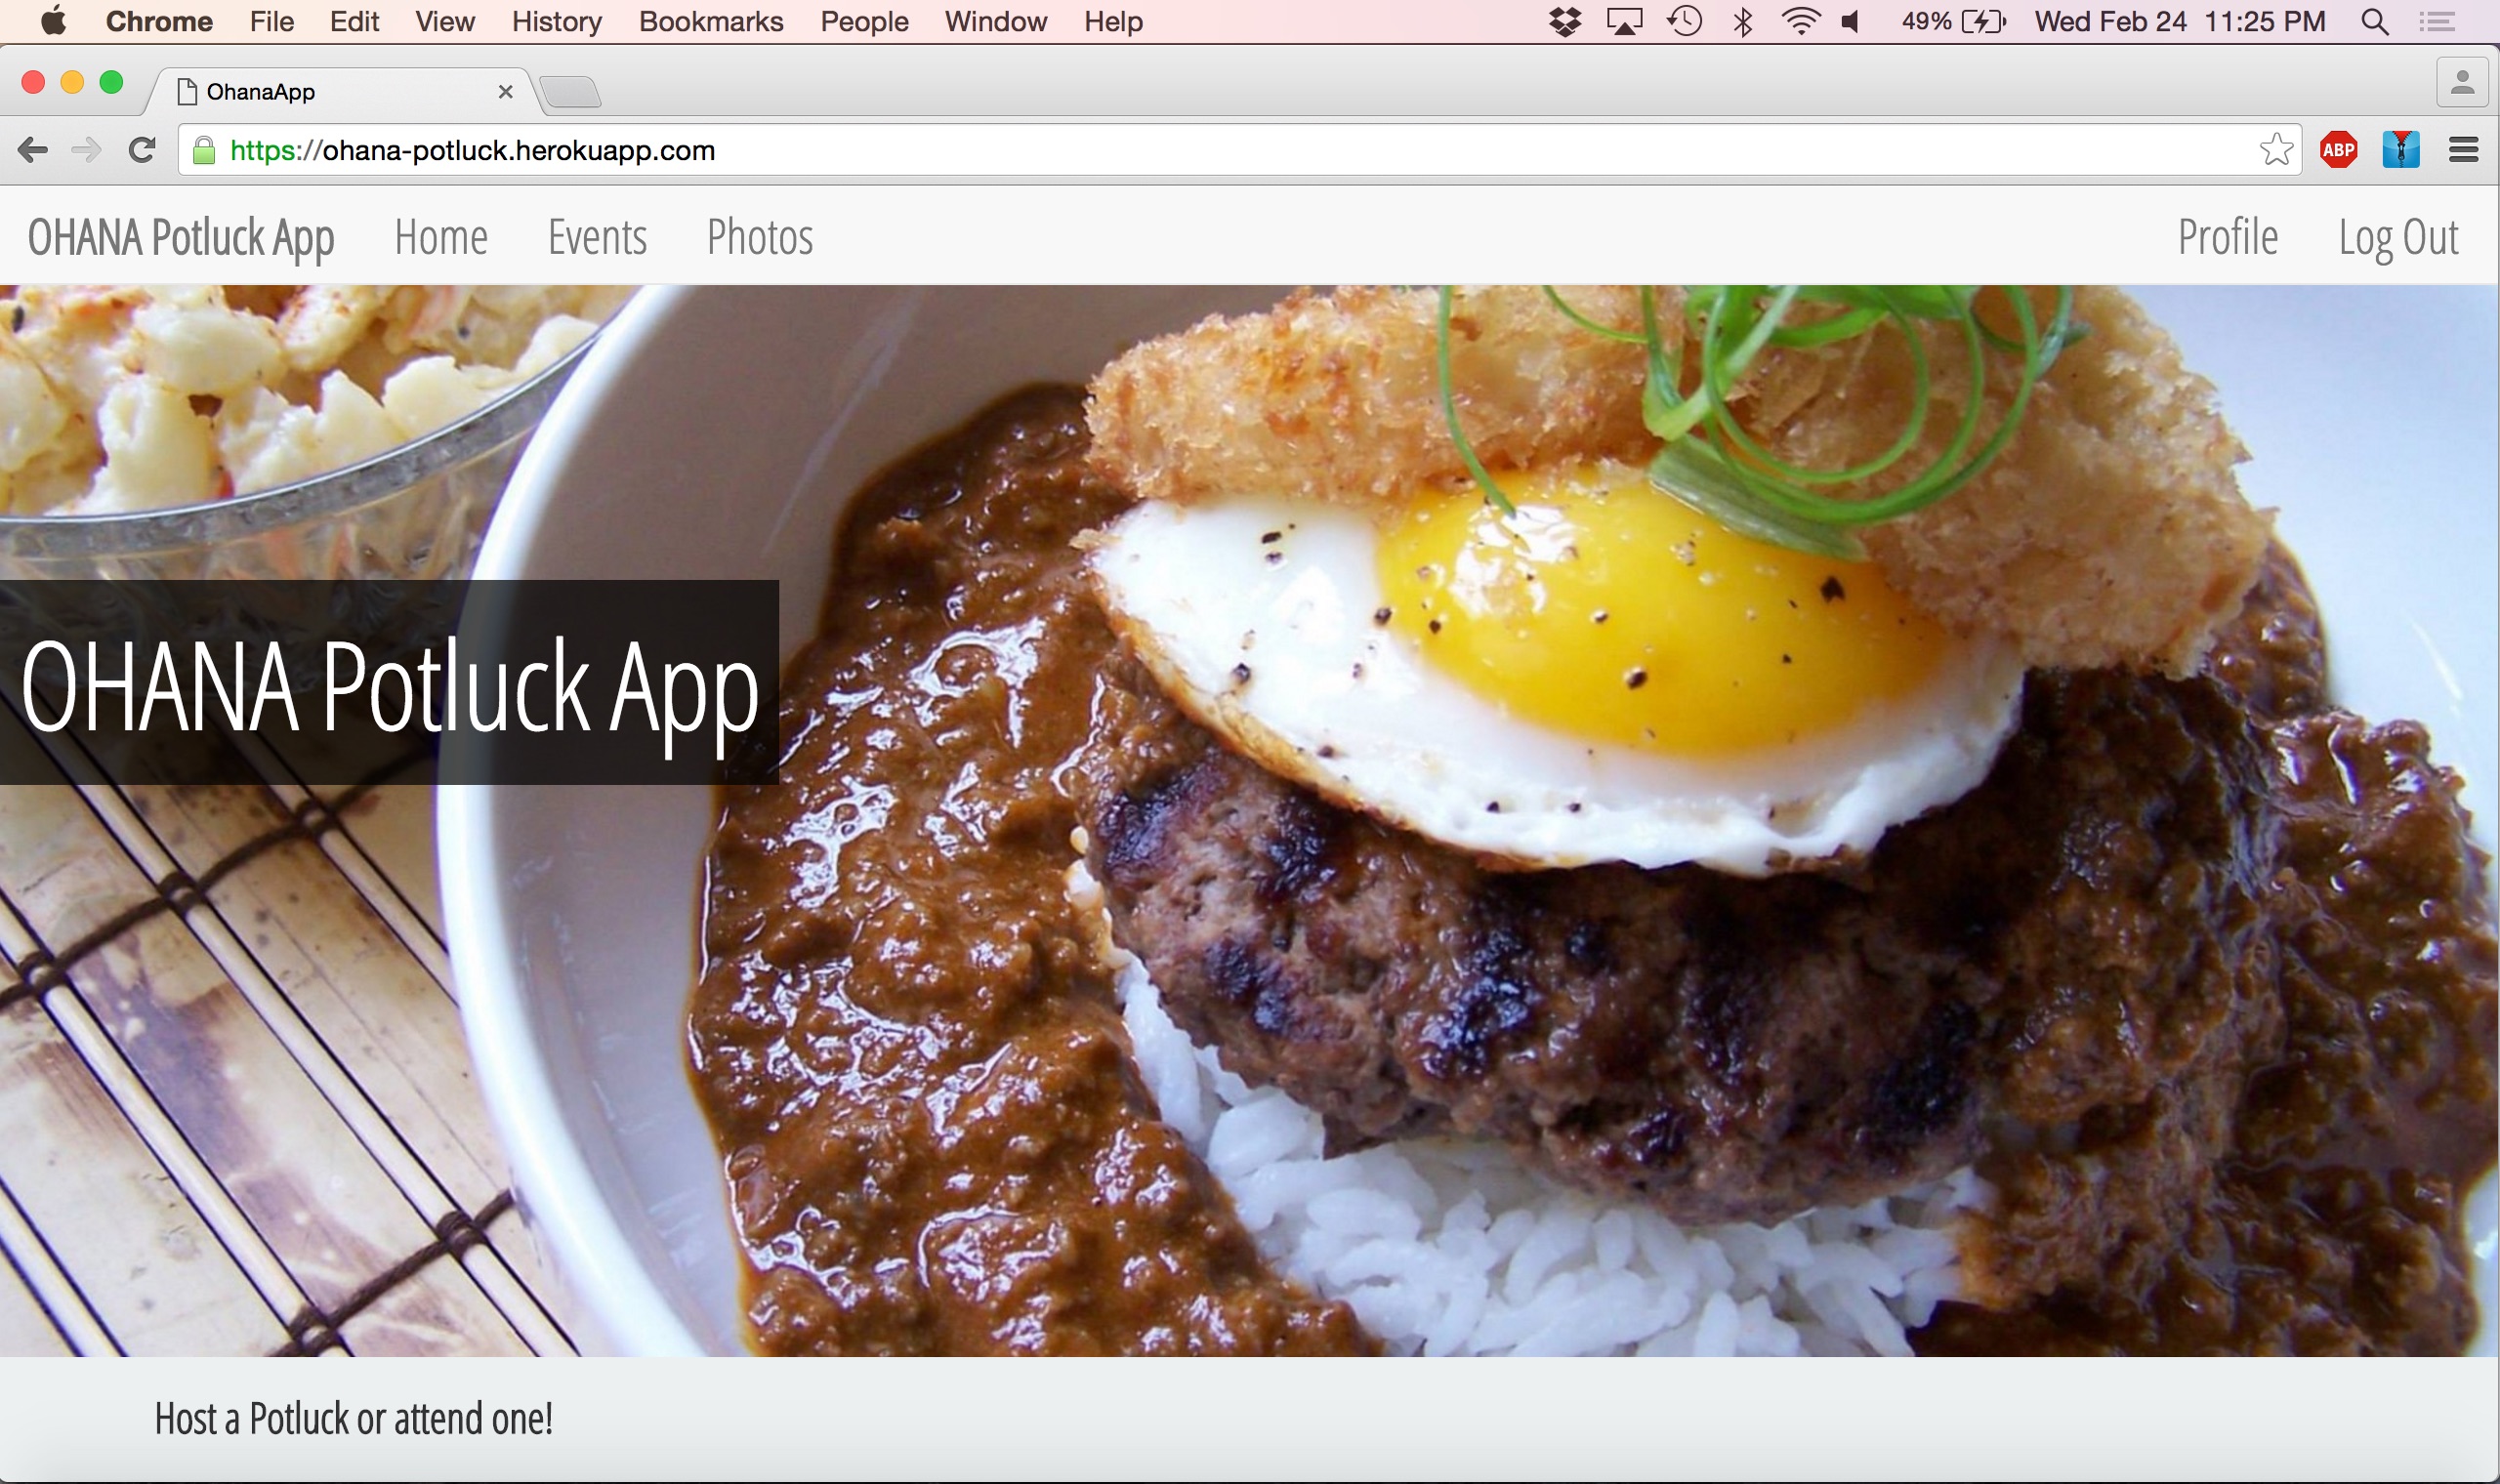 Chrome File Edit View History Bookmarks People Window Help 49% Wed Feb 24 11:25 PM
OhanaApp
https://ohana-potluck.herokuapp.com ABP
OHANA Potluck App Home Events Photos Profile Log Out
OHANA Potluck App
Host a Potluck or attend one!